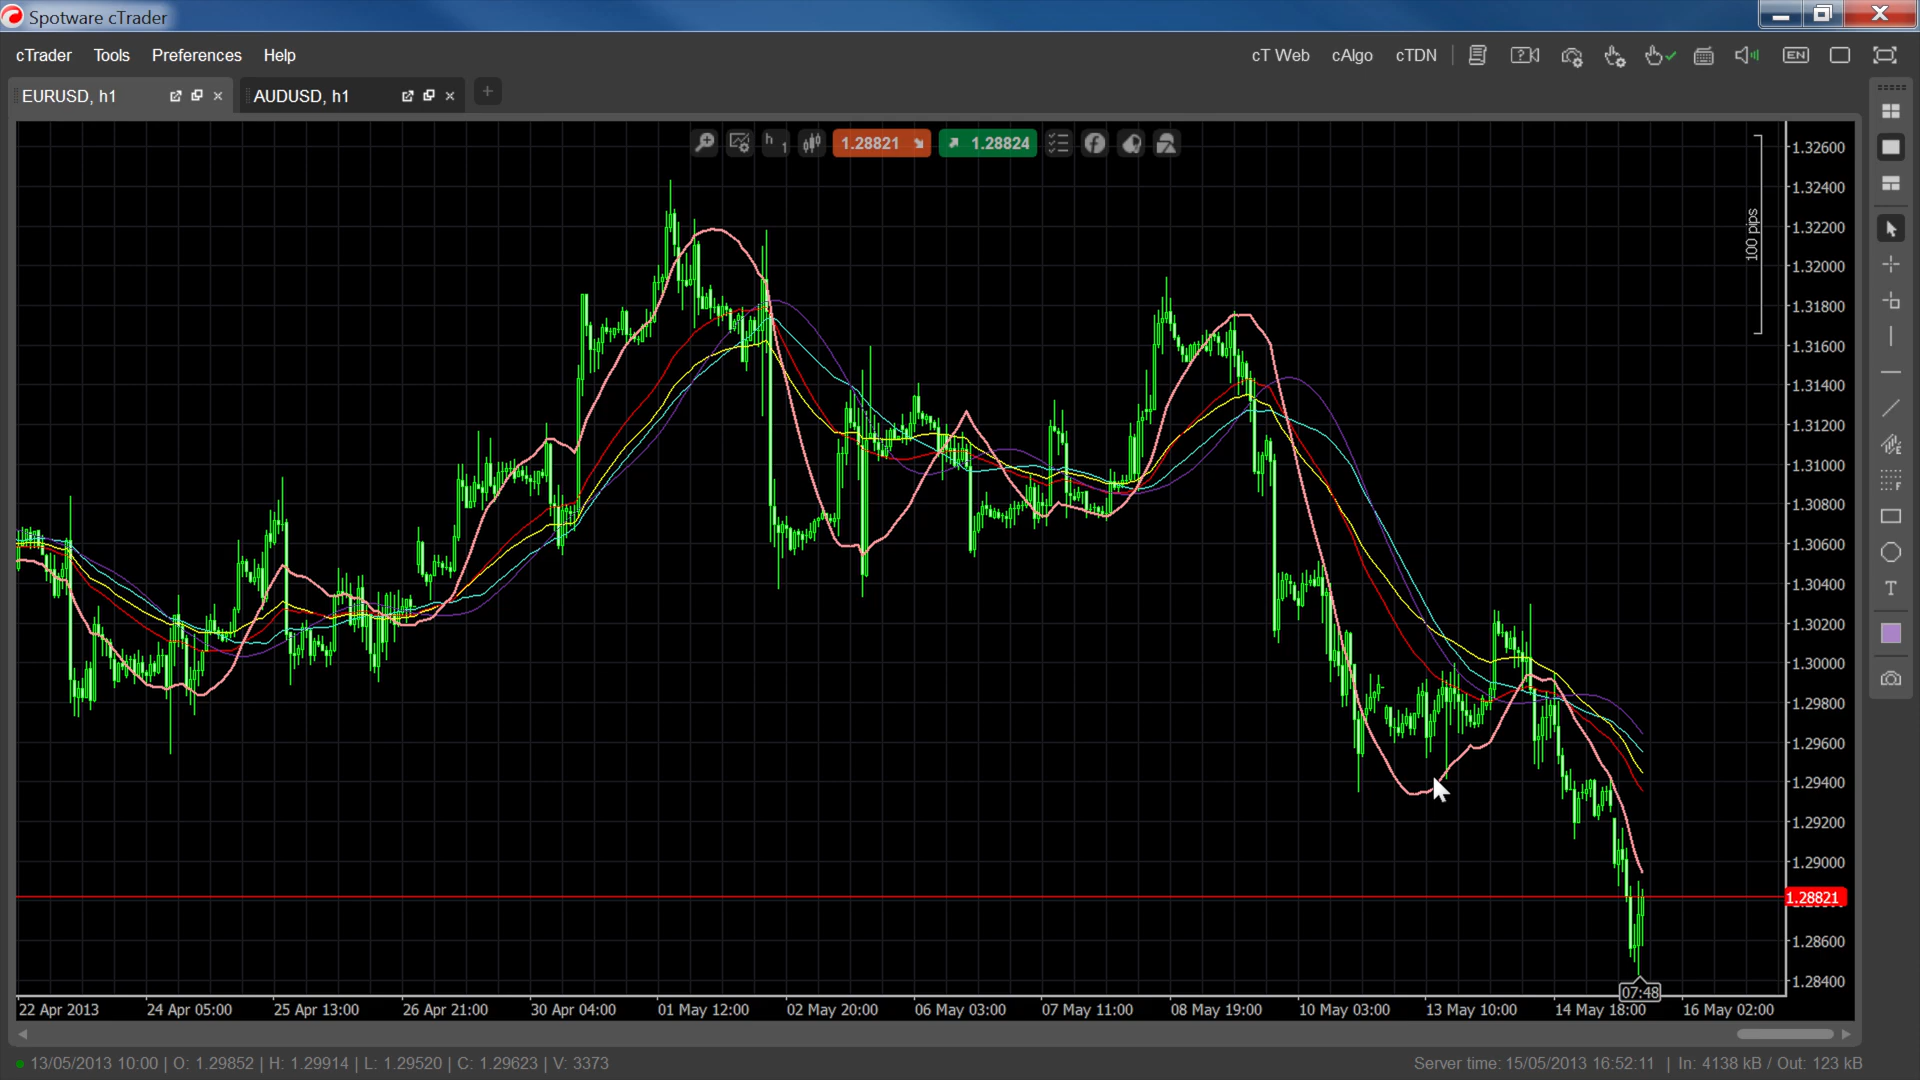 Spotware cTrader
cTrader Tools Preferences Help
cT Web cAlgo cTDN EN
EURUSD, h1
AUDUSD, h1
+
h 1
1.28821
1.28824
100 pips
1.32600
1.32400
1.32200
1.32000
1.31800
1.31600
1.31400
1.31200
1.31000
1.30800
1.30600
1.30400
1.30200
1.30000
1.29800
1.29600
1.29400
1.29200
1.29000
1.28821
1.28600
1.28400
E
F
T
07:48
22 Apr 2013 24 Apr 05:00 25 Apr 13:00 26 Apr 21:00 30 Apr 04:00 01 May 12:00 02 May 20:00 06 May 03:00 07 May 11:00 08 May 19:00 10 May 03:00 13 May 10:00 14 May 18:00 16 May 02:00
13/05/2013 10:00 | O: 1.29852 | H: 1.29914 | L: 1.29520 | C: 1.29623 | V: 3373
Server time: 15/05/2013 16:52:11 | In: 4138 kB / Out: 123 kB